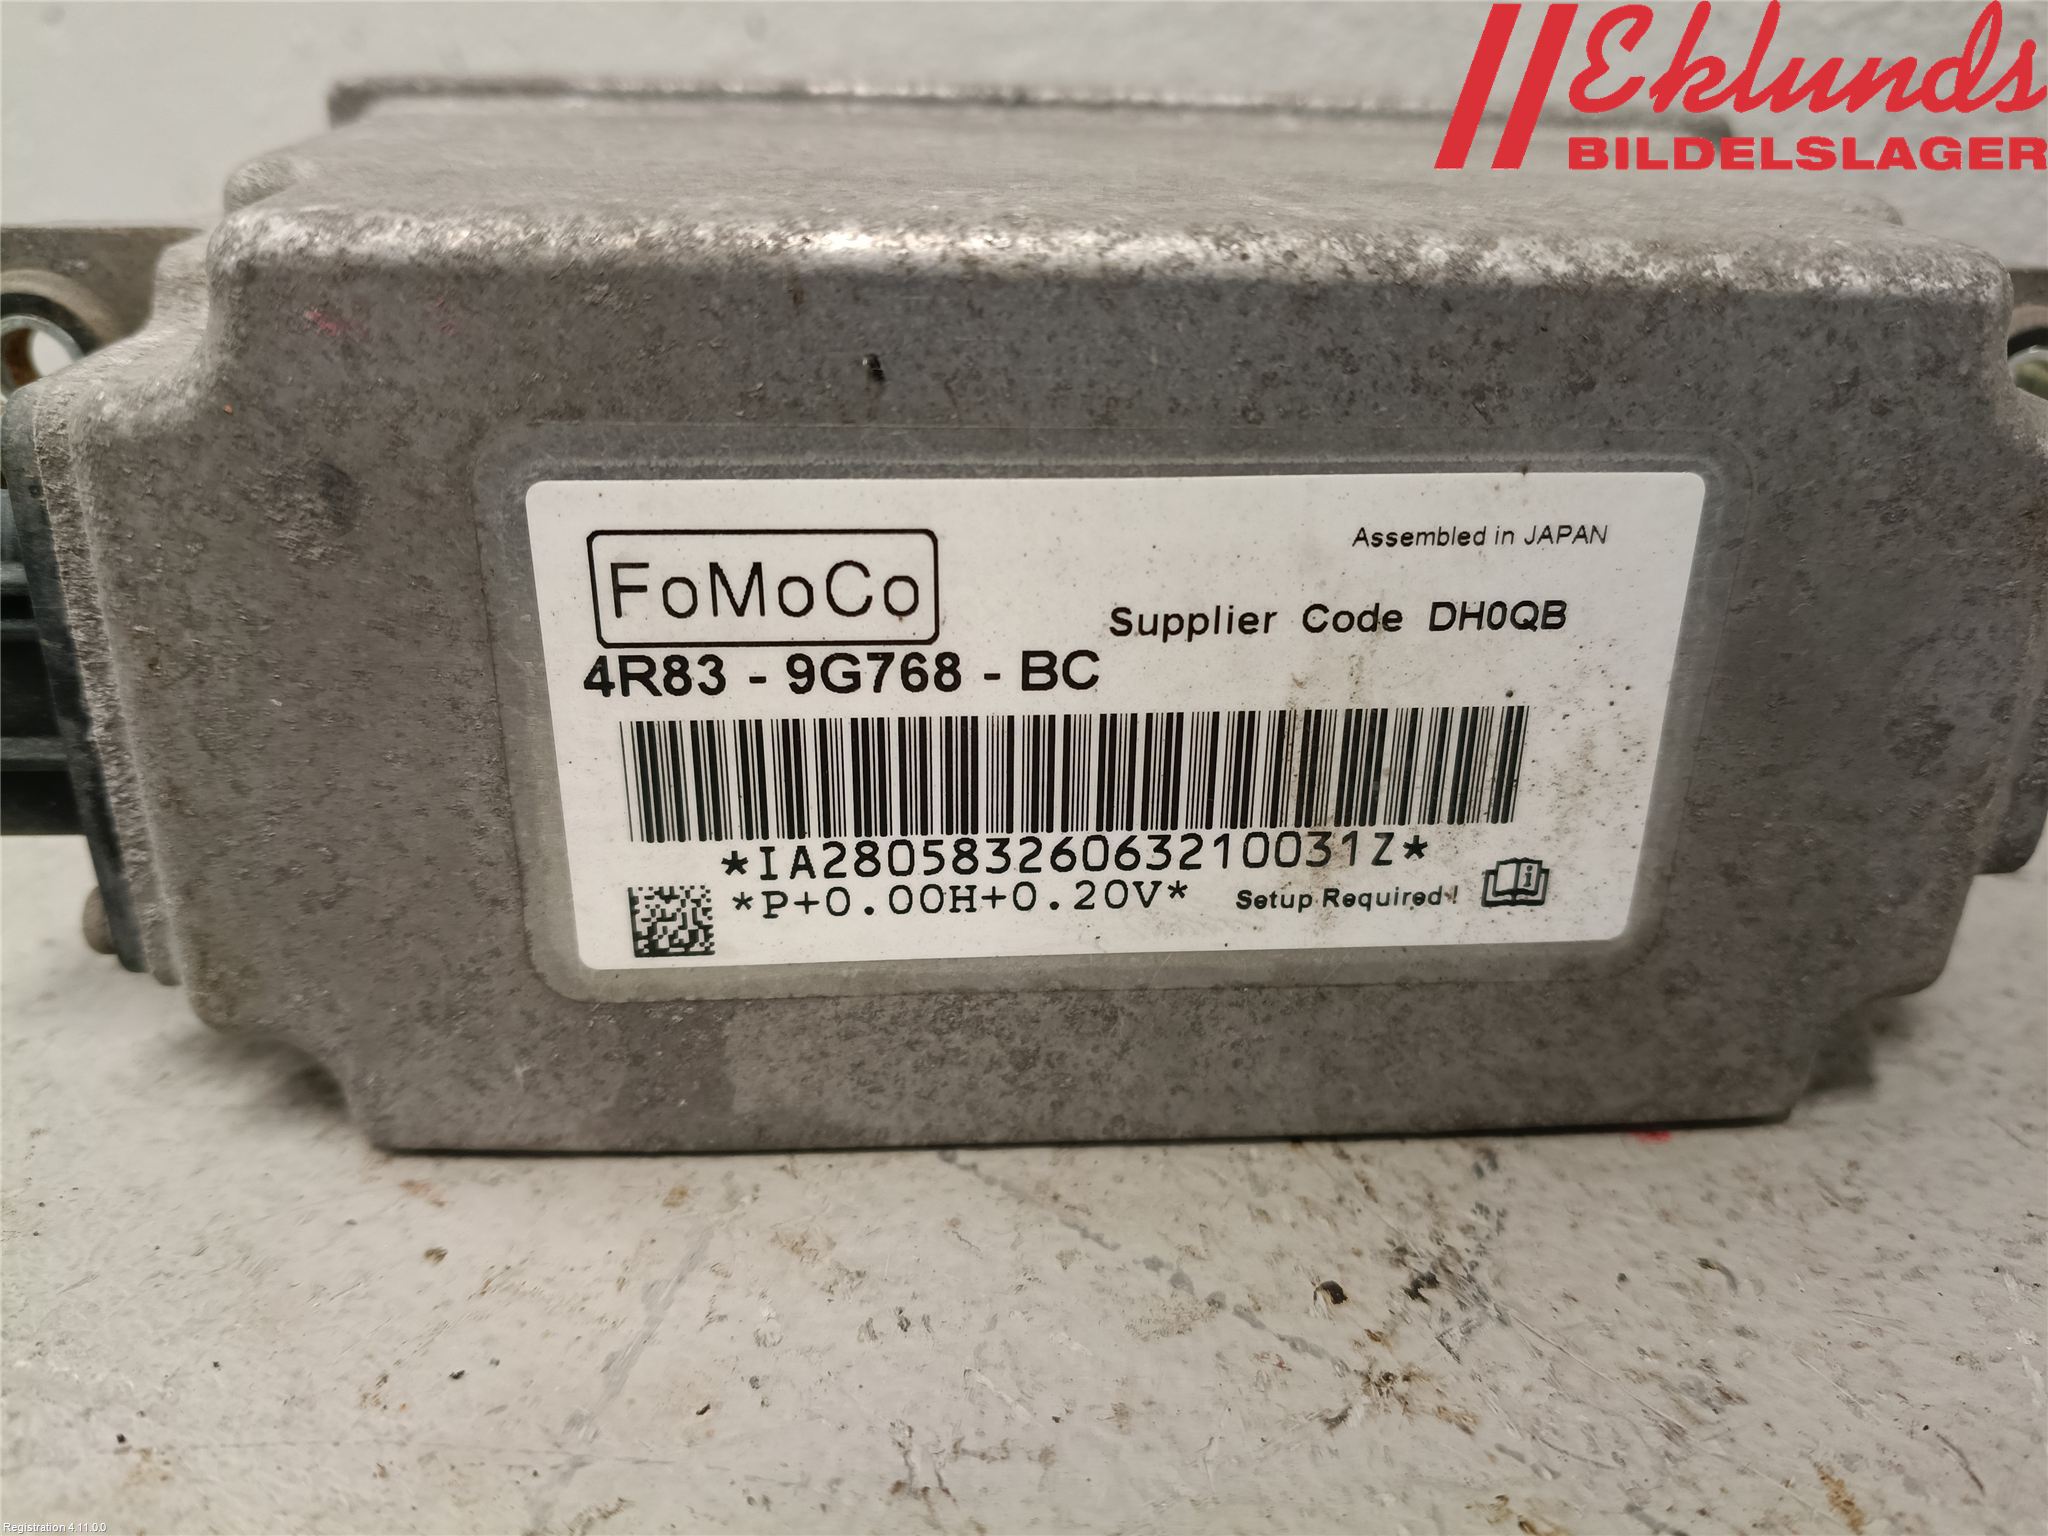 Eklunds
BILDELSLAGER
Assembled in JAPAN
FoMoCo
Supplier Code DH0QB
4R83 - 9G768 - BC
*IA28058326063210031Z*
*P+0.00H+0.20V*
Setup Required !
Registration 4.11.0.0